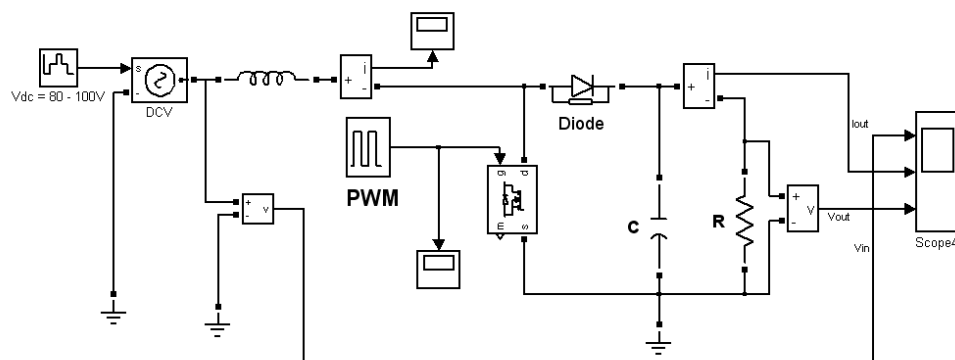 s
-
Vdc = 80 - 100V
DCV
+
i
-
Diode
+
i
-
PWM
g
d
m
s
+
-
v
C
R
+
-
V
Iout
Vout
Vin
Scope4